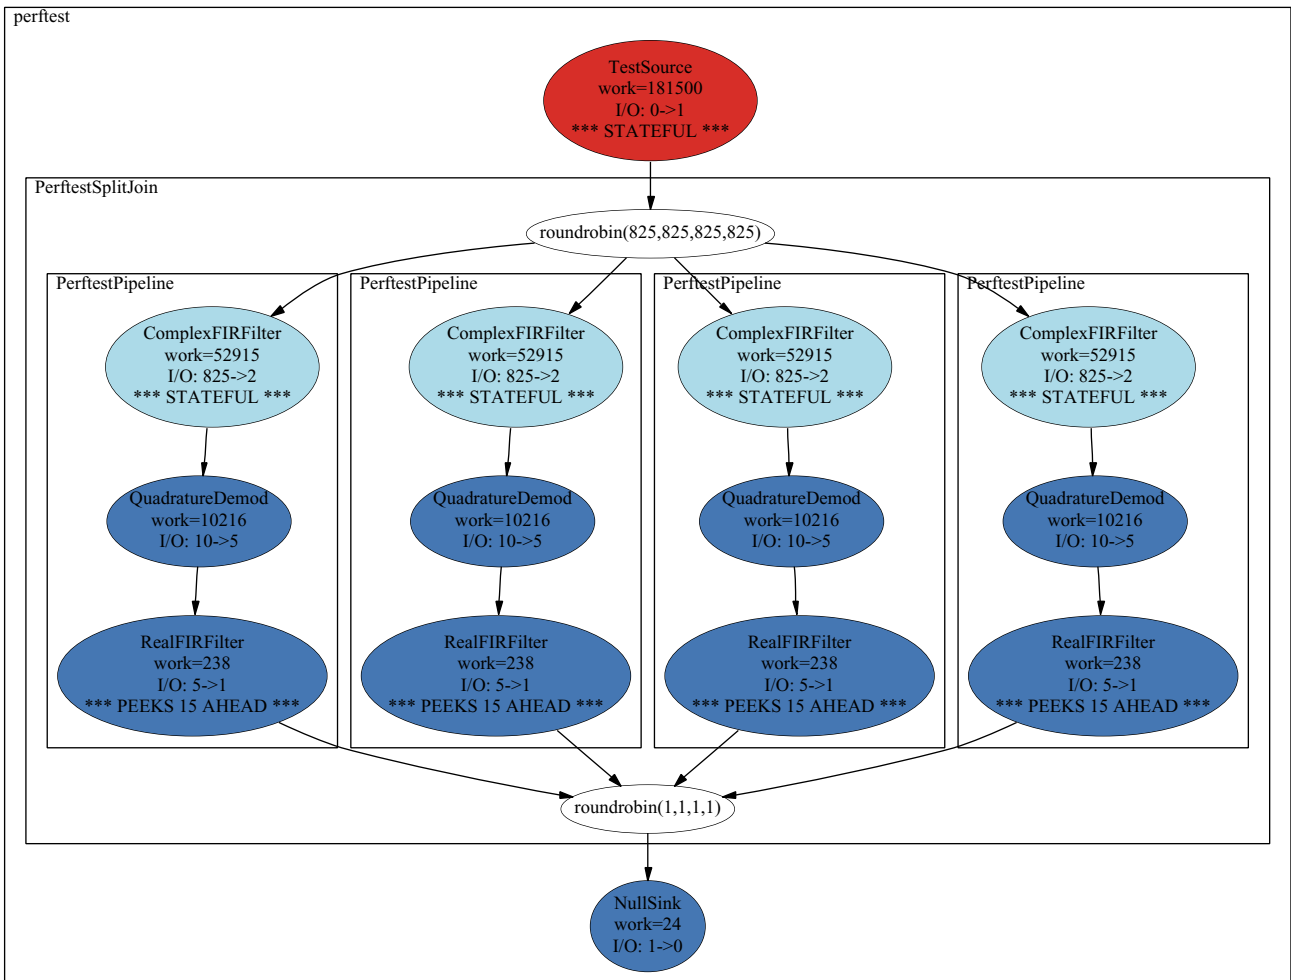 perftest
TestSource
work=181500
I/O: 0->1
*** STATEFUL ***
PerftestSplitJoin
roundrobin(825,825,825,825)
PerftestPipeline
ComplexFIRFilter
work=52915
I/O: 825->2
*** STATEFUL ***
QuadratureDemod
work=10216
I/O: 10->5
RealFIRFilter
work=238
I/O: 5->1
*** PEEKS 15 AHEAD ***
PerftestPipeline
ComplexFIRFilter
work=52915
I/O: 825->2
*** STATEFUL ***
QuadratureDemod
work=10216
I/O: 10->5
RealFIRFilter
work=238
I/O: 5->1
*** PEEKS 15 AHEAD ***
PerftestPipeline
ComplexFIRFilter
work=52915
I/O: 825->2
*** STATEFUL ***
QuadratureDemod
work=10216
I/O: 10->5
RealFIRFilter
work=238
I/O: 5->1
*** PEEKS 15 AHEAD ***
PerftestPipeline
ComplexFIRFilter
work=52915
I/O: 825->2
*** STATEFUL ***
QuadratureDemod
work=10216
I/O: 10->5
RealFIRFilter
work=238
I/O: 5->1
*** PEEKS 15 AHEAD ***
roundrobin(1,1,1,1)
NullSink
work=24
I/O: 1->0